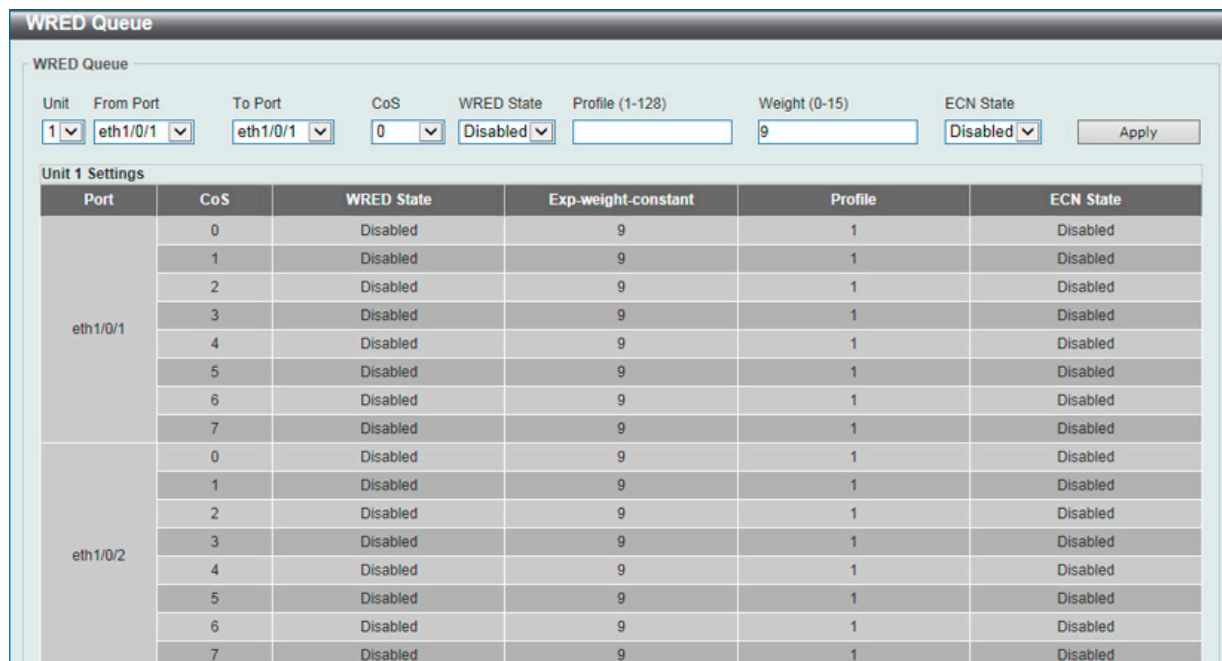 WRED Queue
WRED Queue
Unit From Port To Port CoS WRED State Profile (1-128) Weight (0-15) ECN State
1 eth1/0/1 eth1/0/1 0 Disabled 9 Disabled Apply
Unit 1 Settings
Port CoS WRED State Exp-weight-constant Profile ECN State
eth1/0/1
0 Disabled 9 1 Disabled
1 Disabled 9 1 Disabled
2 Disabled 9 1 Disabled
3 Disabled 9 1 Disabled
4 Disabled 9 1 Disabled
5 Disabled 9 1 Disabled
6 Disabled 9 1 Disabled
7 Disabled 9 1 Disabled
eth1/0/2
0 Disabled 9 1 Disabled
1 Disabled 9 1 Disabled
2 Disabled 9 1 Disabled
3 Disabled 9 1 Disabled
4 Disabled 9 1 Disabled
5 Disabled 9 1 Disabled
6 Disabled 9 1 Disabled
7 Disabled 9 1 Disabled